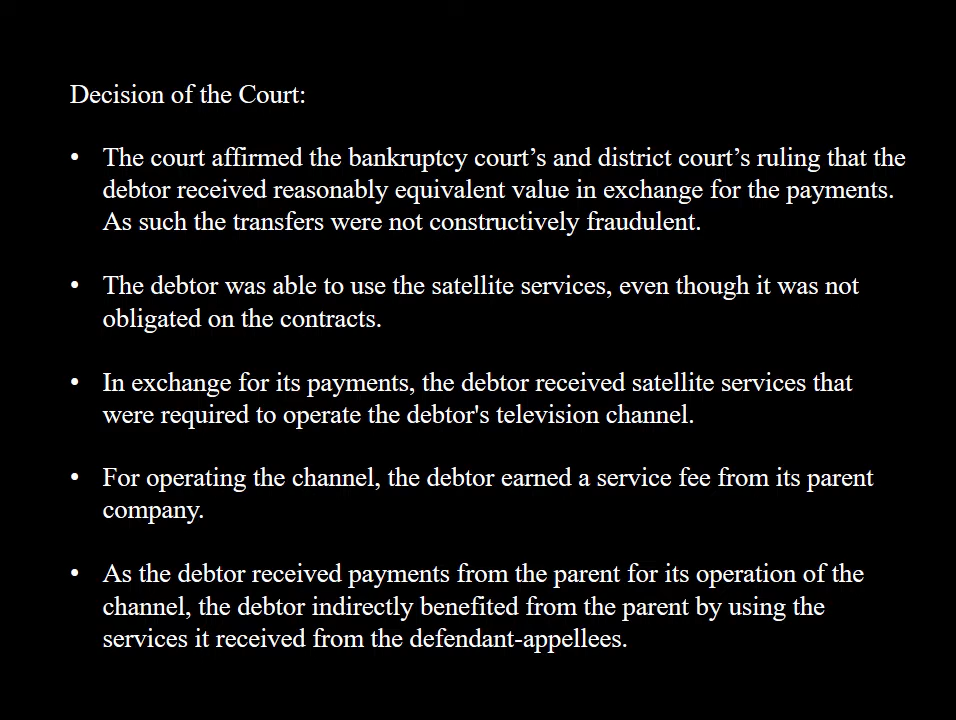 Decision of the Court:
• The court affirmed the bankruptcy court’s and district court’s ruling that the
debtor received reasonably equivalent value in exchange for the payments.
As such the transfers were not constructively fraudulent.
• The debtor was able to use the satellite services, even though it was not
obligated on the contracts.
• In exchange for its payments, the debtor received satellite services that
were required to operate the debtor's television channel.
• For operating the channel, the debtor earned a service fee from its parent
company.
• As the debtor received payments from the parent for its operation of the
channel, the debtor indirectly benefited from the parent by using the
services it received from the defendant-appellees.